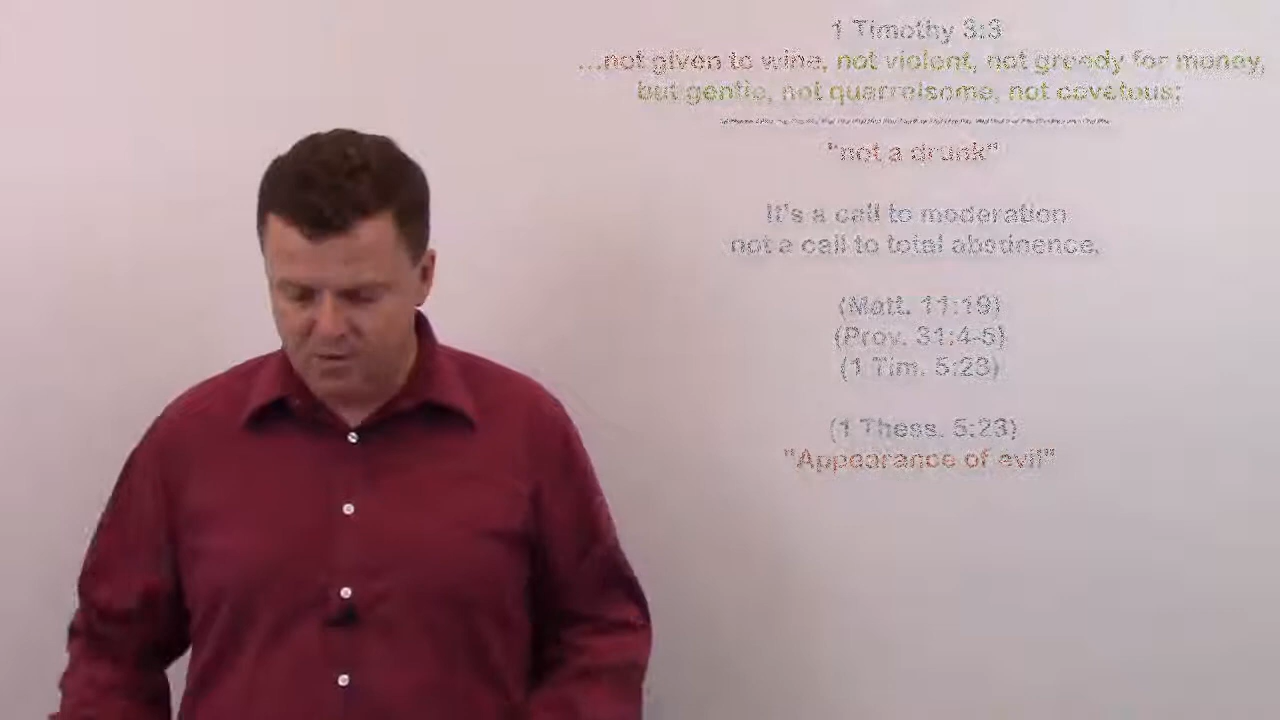 1 Timothy 3:3
...not given to wine, not violent, not greedy for money,
but gentle, not quarrelsome, not covetous;
"not a drunk"
It's a call to moderation
not a call to total abstinence.
(Matt. 11:19)
(Prov. 31:4-5)
(1 Tim. 5:23)
(1 Thess. 5:23)
"Appearance of evil"